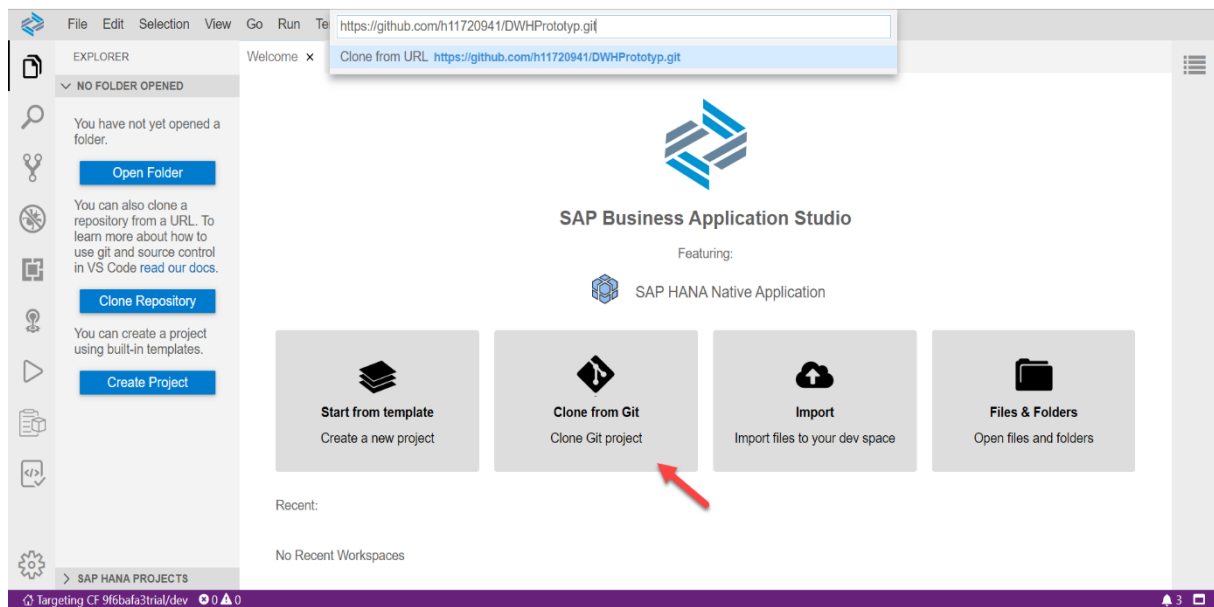 File Edit Selection View Go Run Te
https://github.com/h11720941/DWHPrototyp.git
Clone from URL https://github.com/h11720941/DWHPrototyp.git
EXPLORER
Welcome x
NO FOLDER OPENED
You have not yet opened a
folder.
Open Folder
You can also clone a
repository from a URL. To
learn more about how to
use git and source control
in VS Code read our docs.
Clone Repository
You can create a project
using built-in templates.
Create Project
SAP Business Application Studio
Featuring:
SAP HANA Native Application
Start from template
Create a new project
Clone from Git
Clone Git project
Import
Import files to your dev space
Files & Folders
Open files and folders
Recent:
No Recent Workspaces
SAP HANA PROJECTS
Targeting CF 9f6bafa3trial/dev 0 0
3